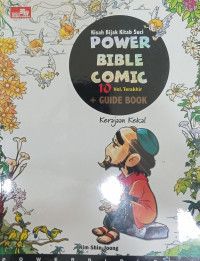 Kisah Bijak Kitab Suci
POWER
BIBLE
COMIC
10 Vol. Terakhir
+ GUIDE BOOK
Kerajaan Kekal
Kim Shin Joong